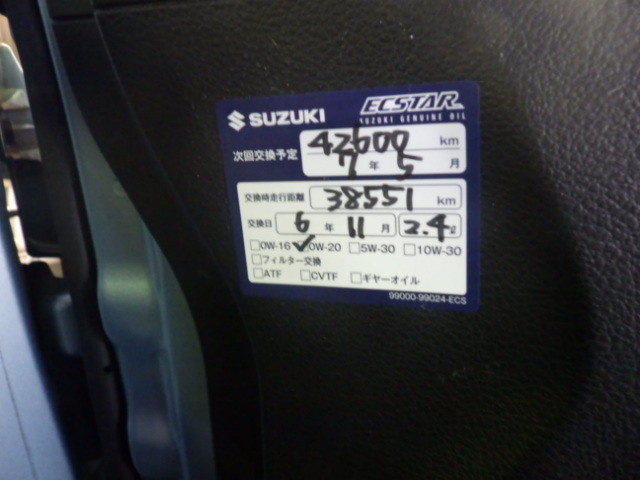 SUZUKI ECSTAR
SUZUKI GENUINE OIL
次回交換予定 42600 km
7 年 5 月
交換時走行距離 38551 km
交換日 6 年 11 月 2.4
□0W-16 ☑0W-20 □5W-30 □10W-30
□フィルター交換
□ATF □CVTF □ギヤーオイル
99000-99024-ECS